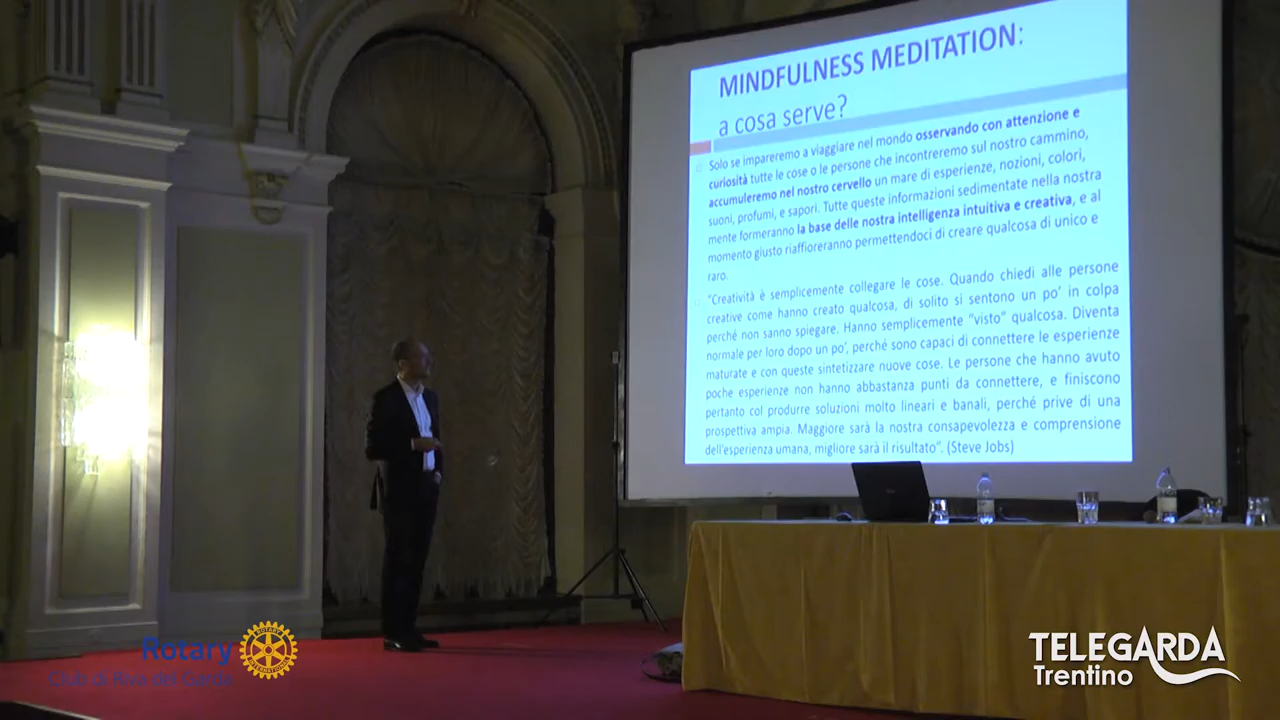 MINDFULNESS MEDITATION:
a cosa serve?
Solo se impareremo a viaggiare nel mondo osservando con attenzione e
curiosità tutte le cose o le persone che incontreremo sul nostro cammino,
accumuleremo nel nostro cervello un mare di esperienze, nozioni, colori,
suoni, profumi, e sapori. Tutte queste informazioni sedimentate nella nostra
mente formeranno la base della nostra intelligenza intuitiva e creativa, e al
momento giusto riaffioreranno permettendoci di creare qualcosa di unico e
raro.
"Creatività è semplicemente collegare le cose. Quando chiedi alle persone
creative come hanno creato qualcosa, di solito si sentono un po' in colpa
perché non sanno spiegare. Hanno semplicemente "visto" qualcosa. Diventa
normale per loro dopo un po', perché sono capaci di connettere le esperienze
maturate e con queste sintetizzare nuove cose. Le persone che hanno avuto
poche esperienze non hanno abbastanza punti da connettere, e finiscono
pertanto col produrre soluzioni molto lineari e banali, perché prive di una
prospettiva ampia. Maggiore sarà la nostra consapevolezza e comprensione
dell'esperienza umana, migliore sarà il risultato". (Steve Jobs)
Rotary
Club di Riva del Garda
ROTARY
INTERNATIONAL
TELEGARDA
Trentino